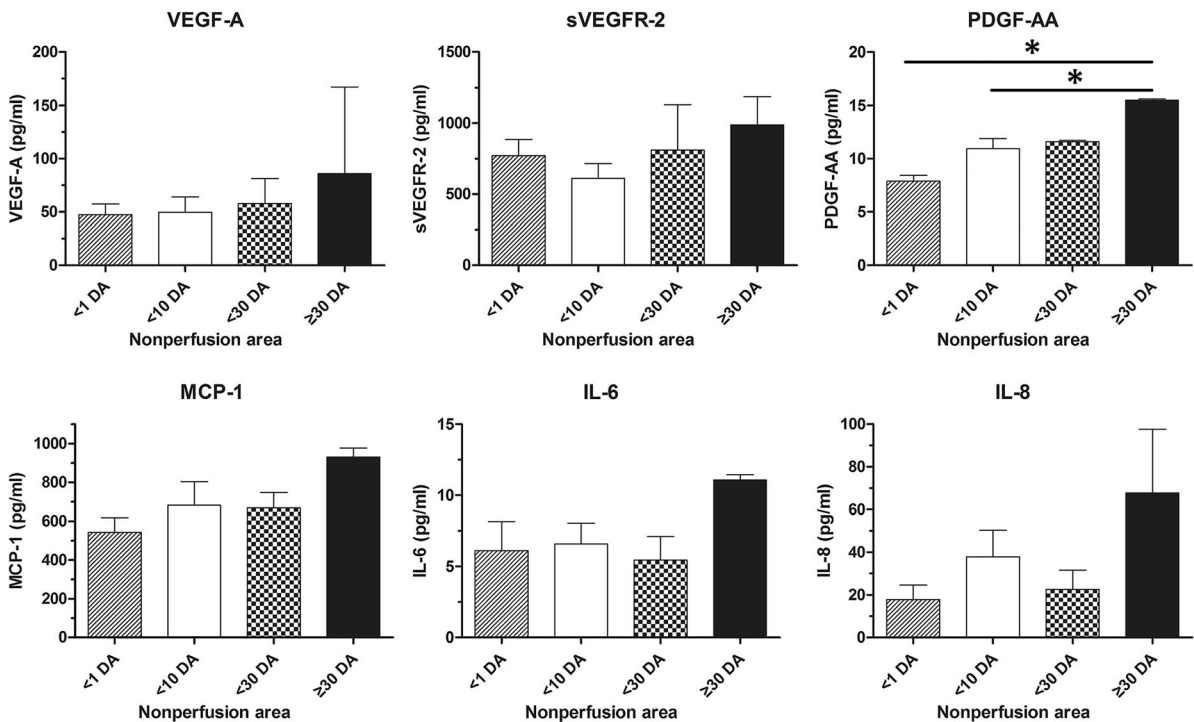 VEGF-A
200
150
100
50
0
VEGF-A (pg/ml)
<1 DA
<10 DA
<30 DA
≥30 DA
Nonperfusion area
sVEGFR-2
1500
1000
500
0
sVEGFR-2 (pg/ml)
<1 DA
<10 DA
<30 DA
≥30 DA
Nonperfusion area
PDGF-AA
20
15
10
5
0
PDGF-AA (pg/ml)
*
*
<1 DA
<10 DA
<30 DA
≥30 DA
Nonperfusion area
MCP-1
1000
800
600
400
200
0
MCP-1 (pg/ml)
<1 DA
<10 DA
<30 DA
≥30 DA
Nonperfusion area
IL-6
15
10
5
0
IL-6 (pg/ml)
<1 DA
<10 DA
<30 DA
≥30 DA
Nonperfusion area
IL-8
100
80
60
40
20
0
IL-8 (pg/ml)
<1 DA
<10 DA
<30 DA
≥30 DA
Nonperfusion area